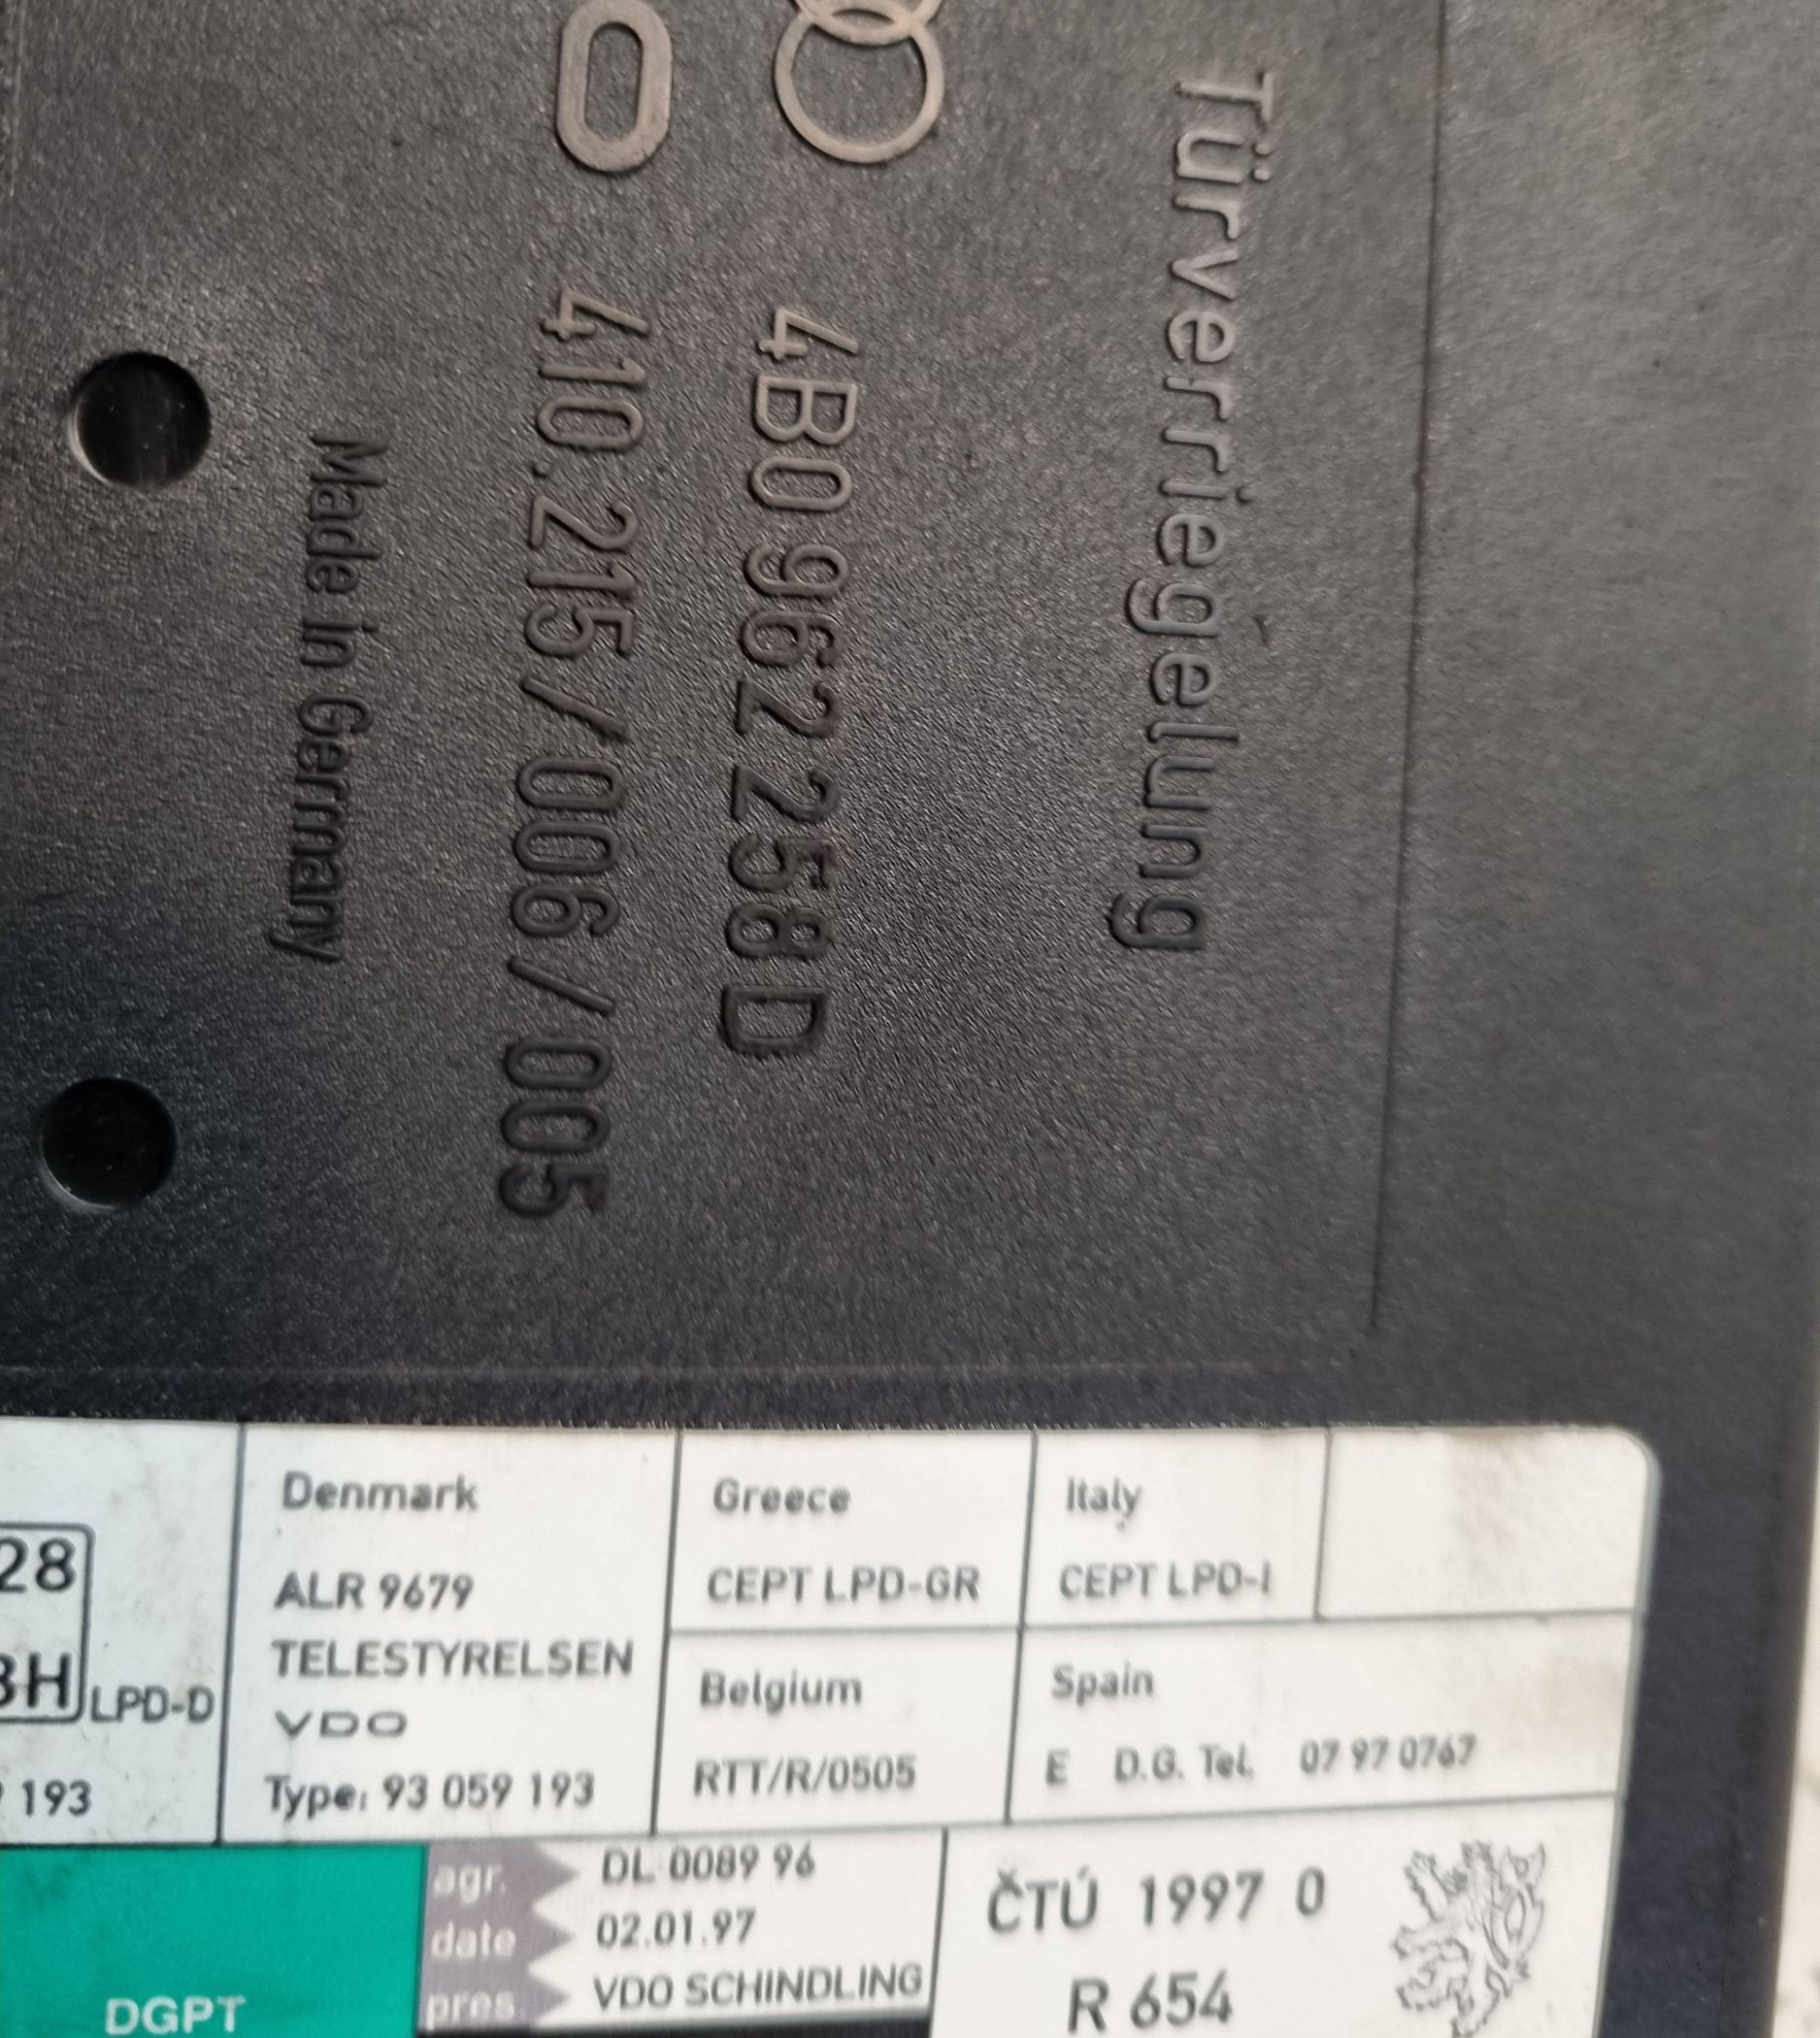 Türverriegelung
4B0 962 258 D
410.215/006/005
Made in Germany
28
BH LPD-D
193
Denmark
ALR 9679
TELESTYRELSEN
VDO
Type: 93 059 193
Greece
CEPT LPD-GR
Italy
CEPT LPD-I
Belgium
RTT/R/0505
Spain
E D.G. Tel. 07 97 0767
DGPT
agr. DL 0089 96
date 02.01.97
pres. VDO SCHINDLING
ČTÚ 1997 0
R 654